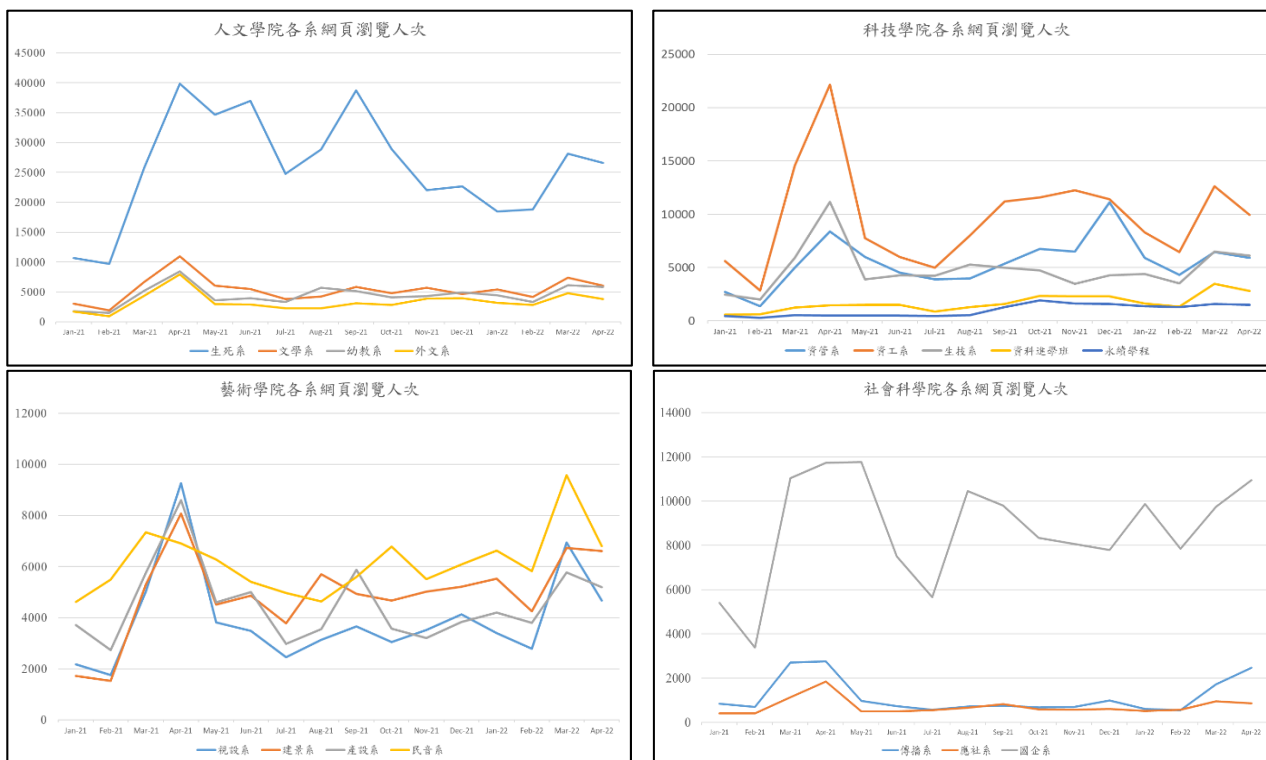 人文學院各系網頁瀏覽人次
45000
40000
35000
30000
25000
20000
15000
10000
5000
0
Jan-21 Feb-21 Mar-21 Apr-21 May-21 Jun-21 Jul-21 Aug-21 Sep-21 Oct-21 Nov-21 Dec-21 Jan-22 Feb-22 Mar-22 Apr-22
生死系 文學系 幼教系 外文系
科技學院各系網頁瀏覽人次
25000
20000
15000
10000
5000
0
Jan-21 Feb-21 Mar-21 Apr-21 May-21 Jun-21 Jul-21 Aug-21 Sep-21 Oct-21 Nov-21 Dec-21 Jan-22 Feb-22 Mar-22 Apr-22
資管系 資工系 生技系 資科進學班 永續學程
藝術學院各系網頁瀏覽人次
12000
10000
8000
6000
4000
2000
0
Jan-21 Feb-21 Mar-21 Apr-21 May-21 Jun-21 Jul-21 Aug-21 Sep-21 Oct-21 Nov-21 Dec-21 Jan-22 Feb-22 Mar-22 Apr-22
視設系 建景系 產設系 民音系
社會科學院各系網頁瀏覽人次
14000
12000
10000
8000
6000
4000
2000
0
Jan-21 Feb-21 Mar-21 Apr-21 May-21 Jun-21 Jul-21 Aug-21 Sep-21 Oct-21 Nov-21 Dec-21 Jan-22 Feb-22 Mar-22 Apr-22
傳播系 應社系 國企系